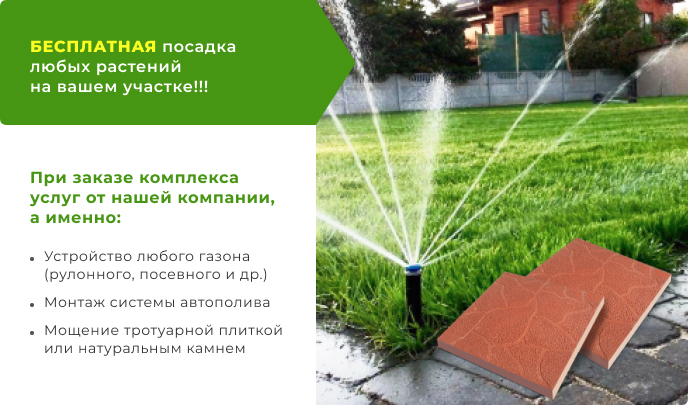 БЕСПЛАТНАЯ посадка
любых растений
на вашем участке!!!
При заказе комплекса
услуг от нашей компании,
а именно:
• Устройство любого газона
(рулонного, посевного и др.)
• Монтаж системы автополива
• Мощение тротуарной плиткой
или натуральным камнем